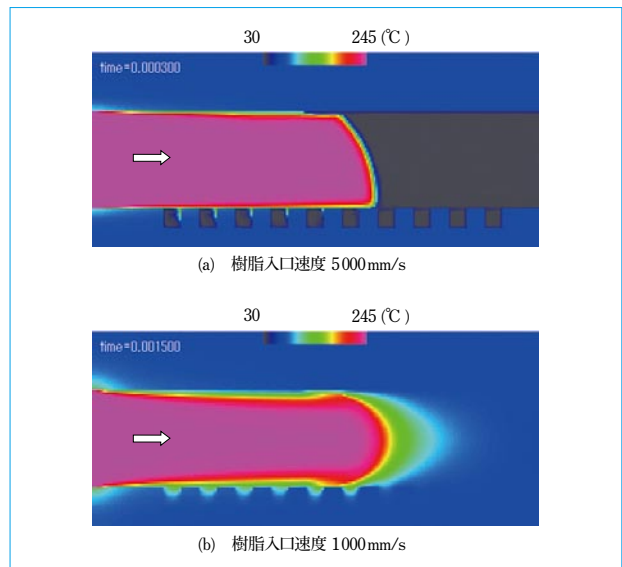 30 245 (℃)
time=0.000300
(a) 樹脂入口速度 5000mm/s
30 245 (℃)
time=0.001500
(b) 樹脂入口速度 1000mm/s